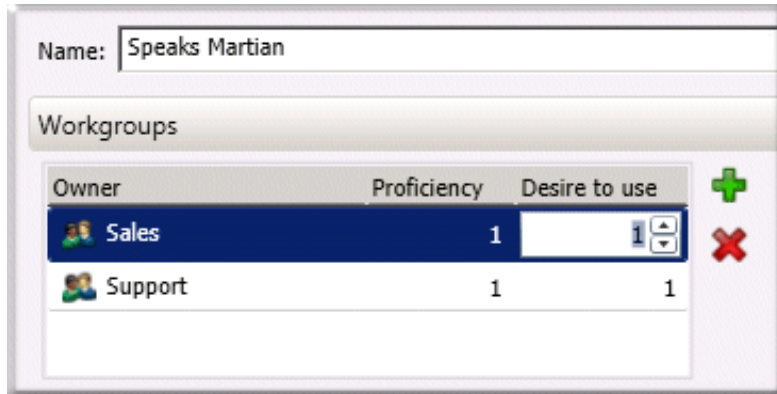 Name: Speaks Martian
Workgroups
Owner Proficiency Desire to use
Sales 1 1
Support 1 1